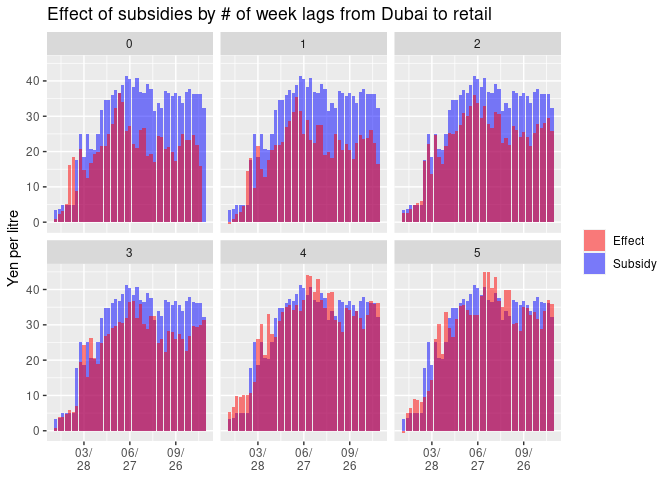 Effect of subsidies by # of week lags from Dubai to retail
0 1 2
40
30
20
10
0
3 4 5
40
30
20
10
0
Yen per litre
03/ 06/ 09/ 03/ 06/ 09/ 03/ 06/ 09/
28 27 26 28 27 26 28 27 26
Effect
Subsidy